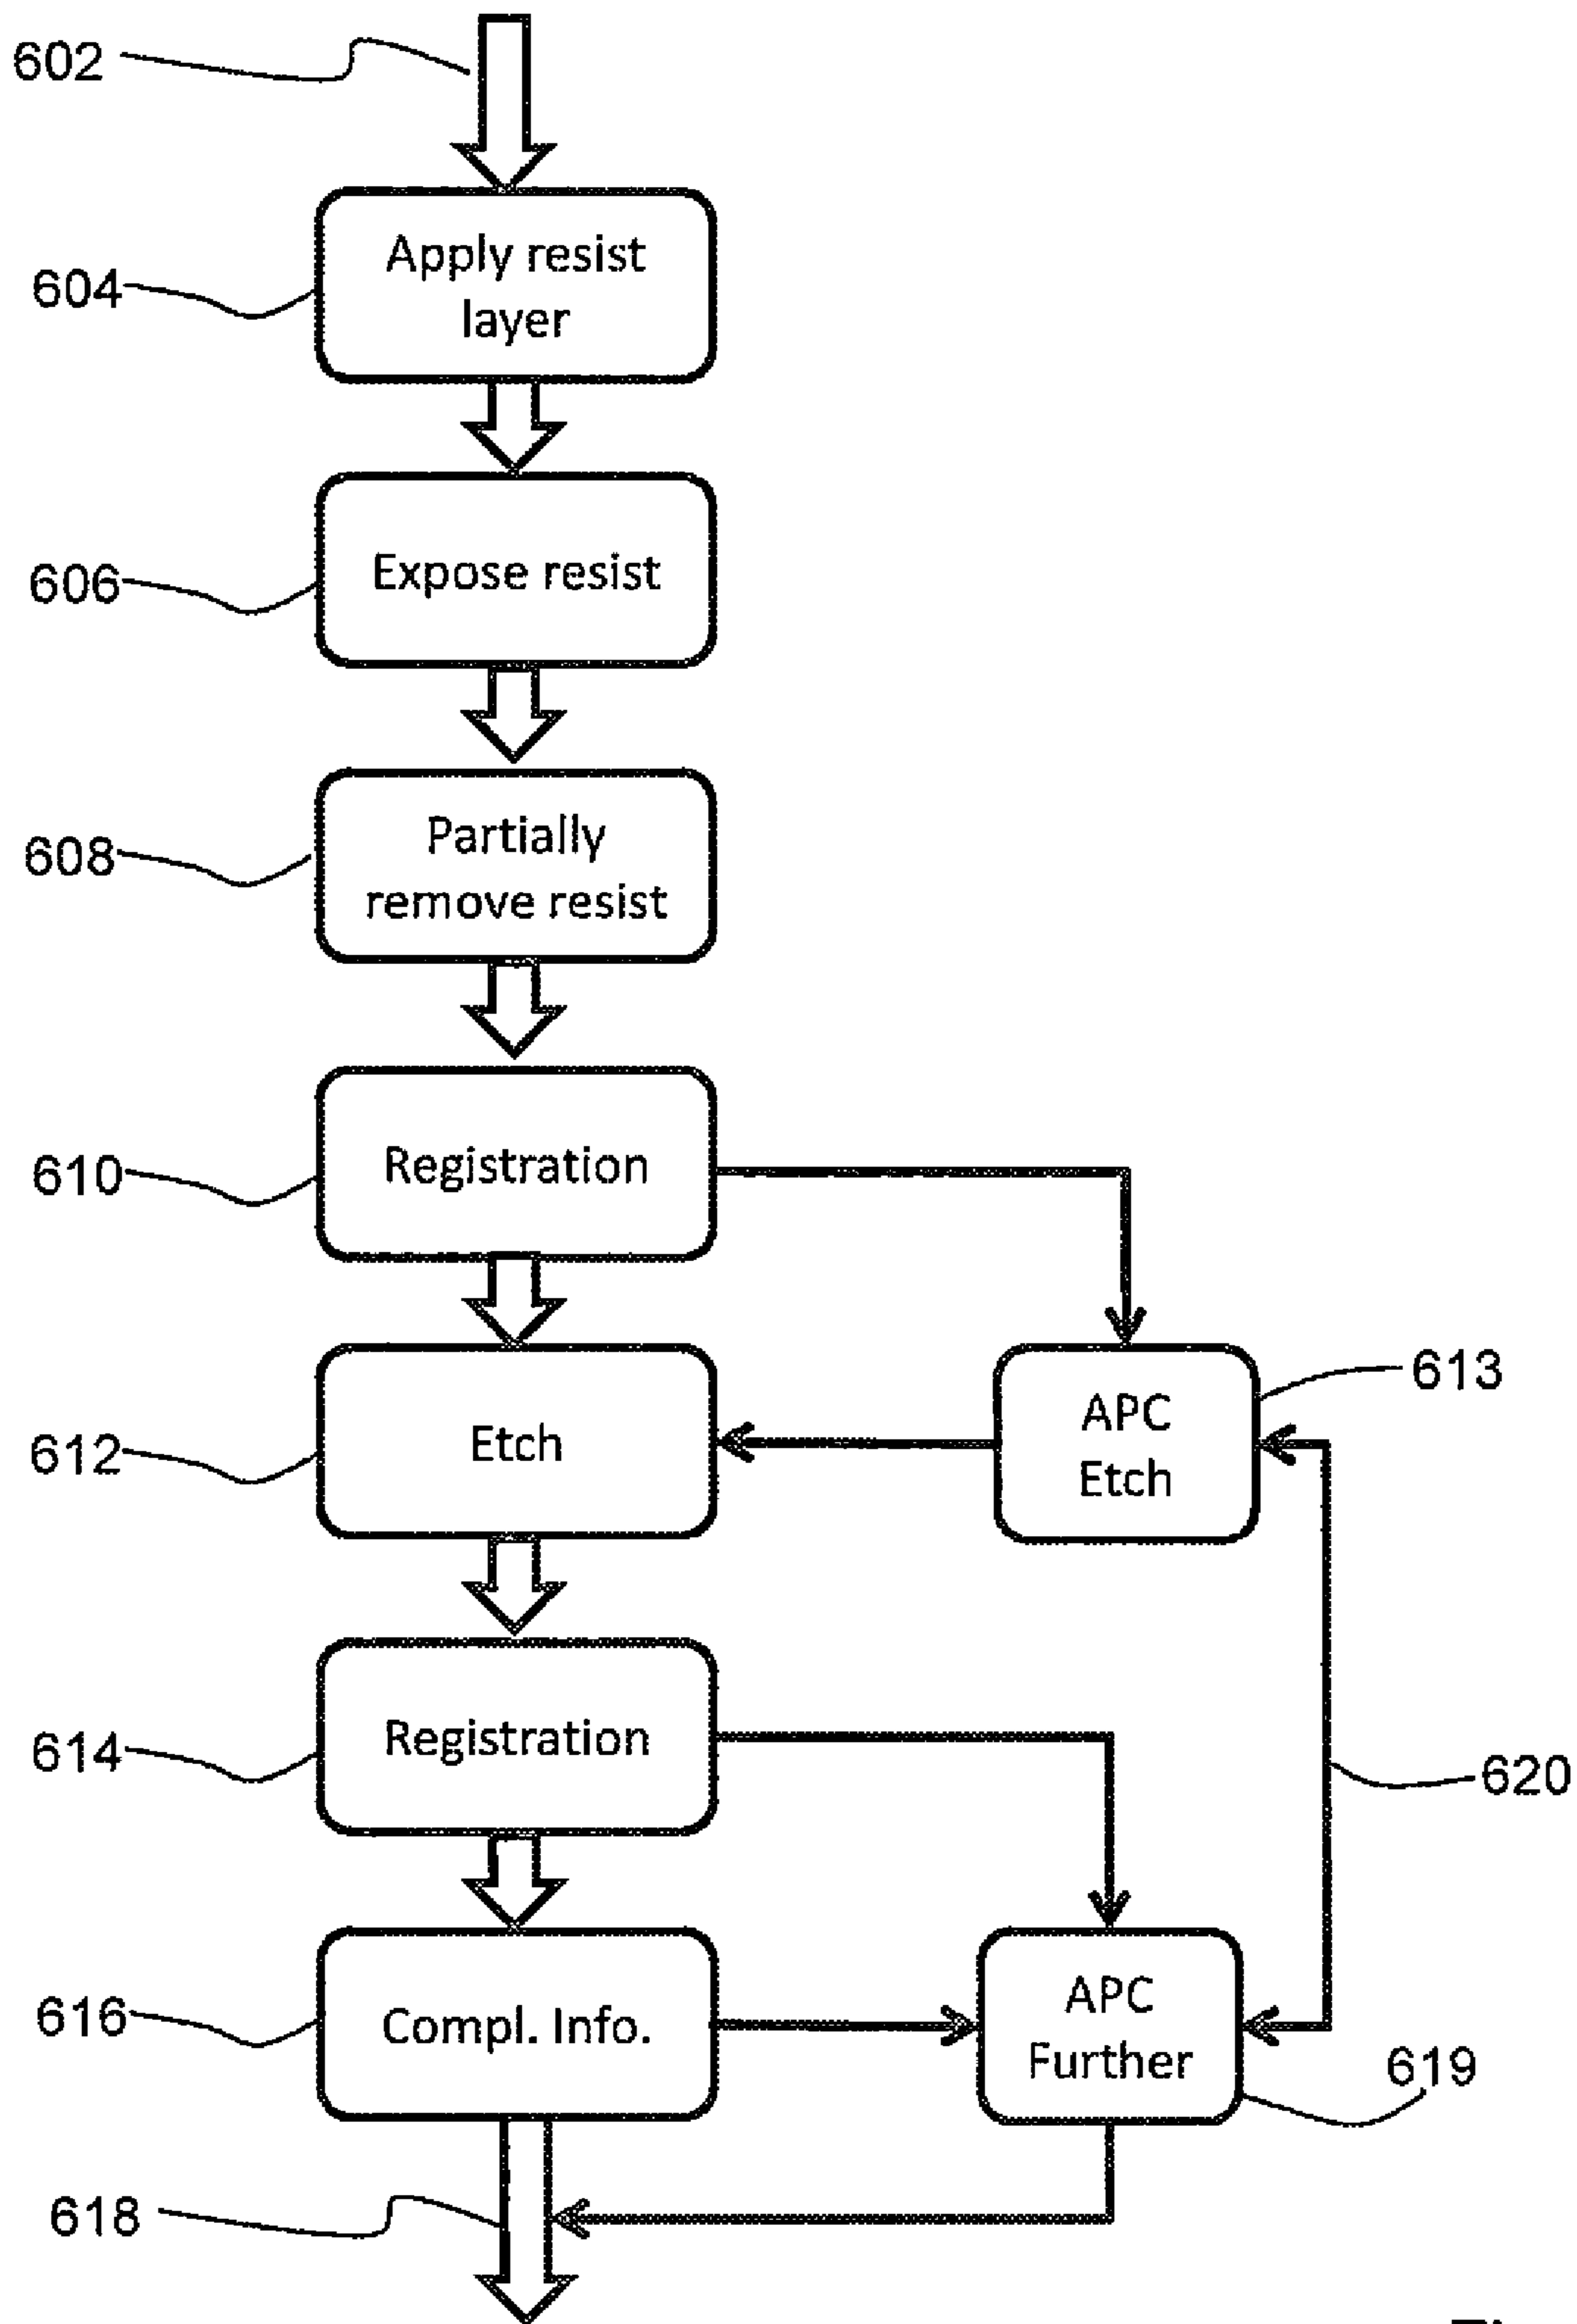 602
604
Apply resist
layer
606
Expose resist
608
Partially
remove resist
610
Registration
612
Etch
613
APC
Etch
614
Registration
620
616
Compl. Info.
APC
Further
619
618